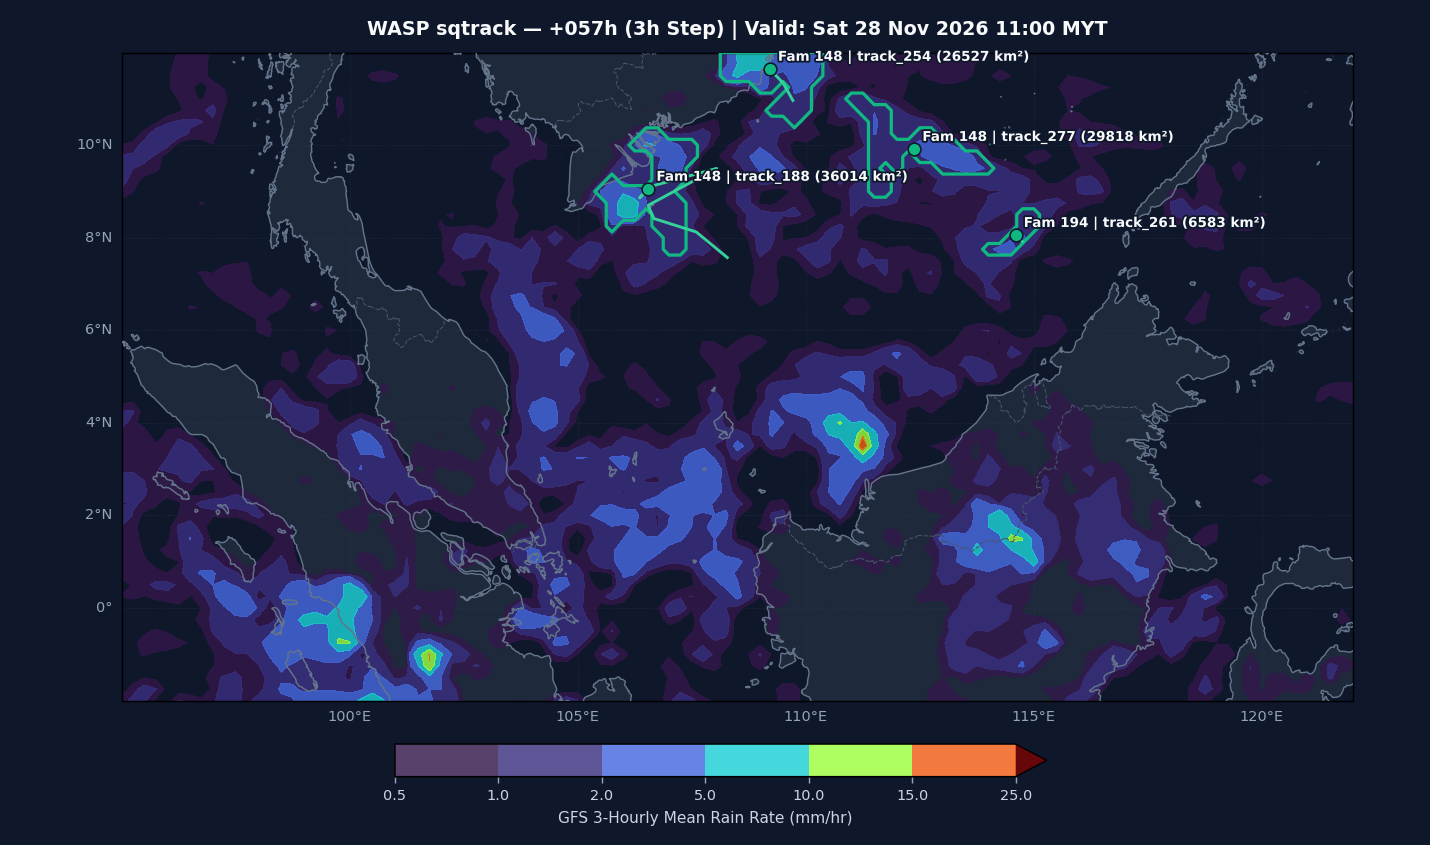 WASP sqtrack — +057h (3h Step) | Valid: Sat 28 Nov 2026 11:00 MYT
Fam 148 | track_254 (26527 km²)
Fam 148 | track_277 (29818 km²)
Fam 148 | track_188 (36014 km²)
Fam 194 | track_261 (6583 km²)
10°N
8°N
6°N
4°N
2°N
0°
100°E 105°E 110°E 115°E 120°E
0.5 1.0 2.0 5.0 10.0 15.0 25.0
GFS 3-Hourly Mean Rain Rate (mm/hr)